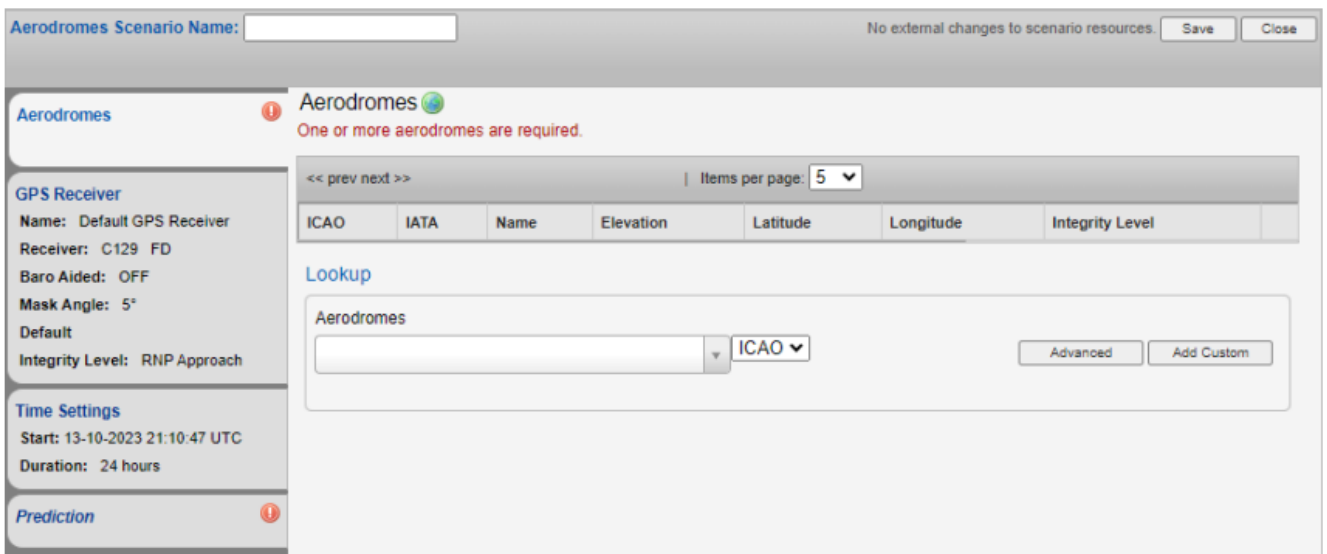 Aerodromes Scenario Name:
No external changes to scenario resources. Save Close
Aerodromes
GPS Receiver
Name: Default GPS Receiver
Receiver: C129 FD
Baro Aided: OFF
Mask Angle: 5°
Default
Integrity Level: RNP Approach
Time Settings
Start: 13-10-2023 21:10:47 UTC
Duration: 24 hours
Prediction
Aerodromes
One or more aerodromes are required.
<< prev next >> | Items per page: 5
ICAO IATA Name Elevation Latitude Longitude Integrity Level
Lookup
Aerodromes
ICAO Advanced Add Custom